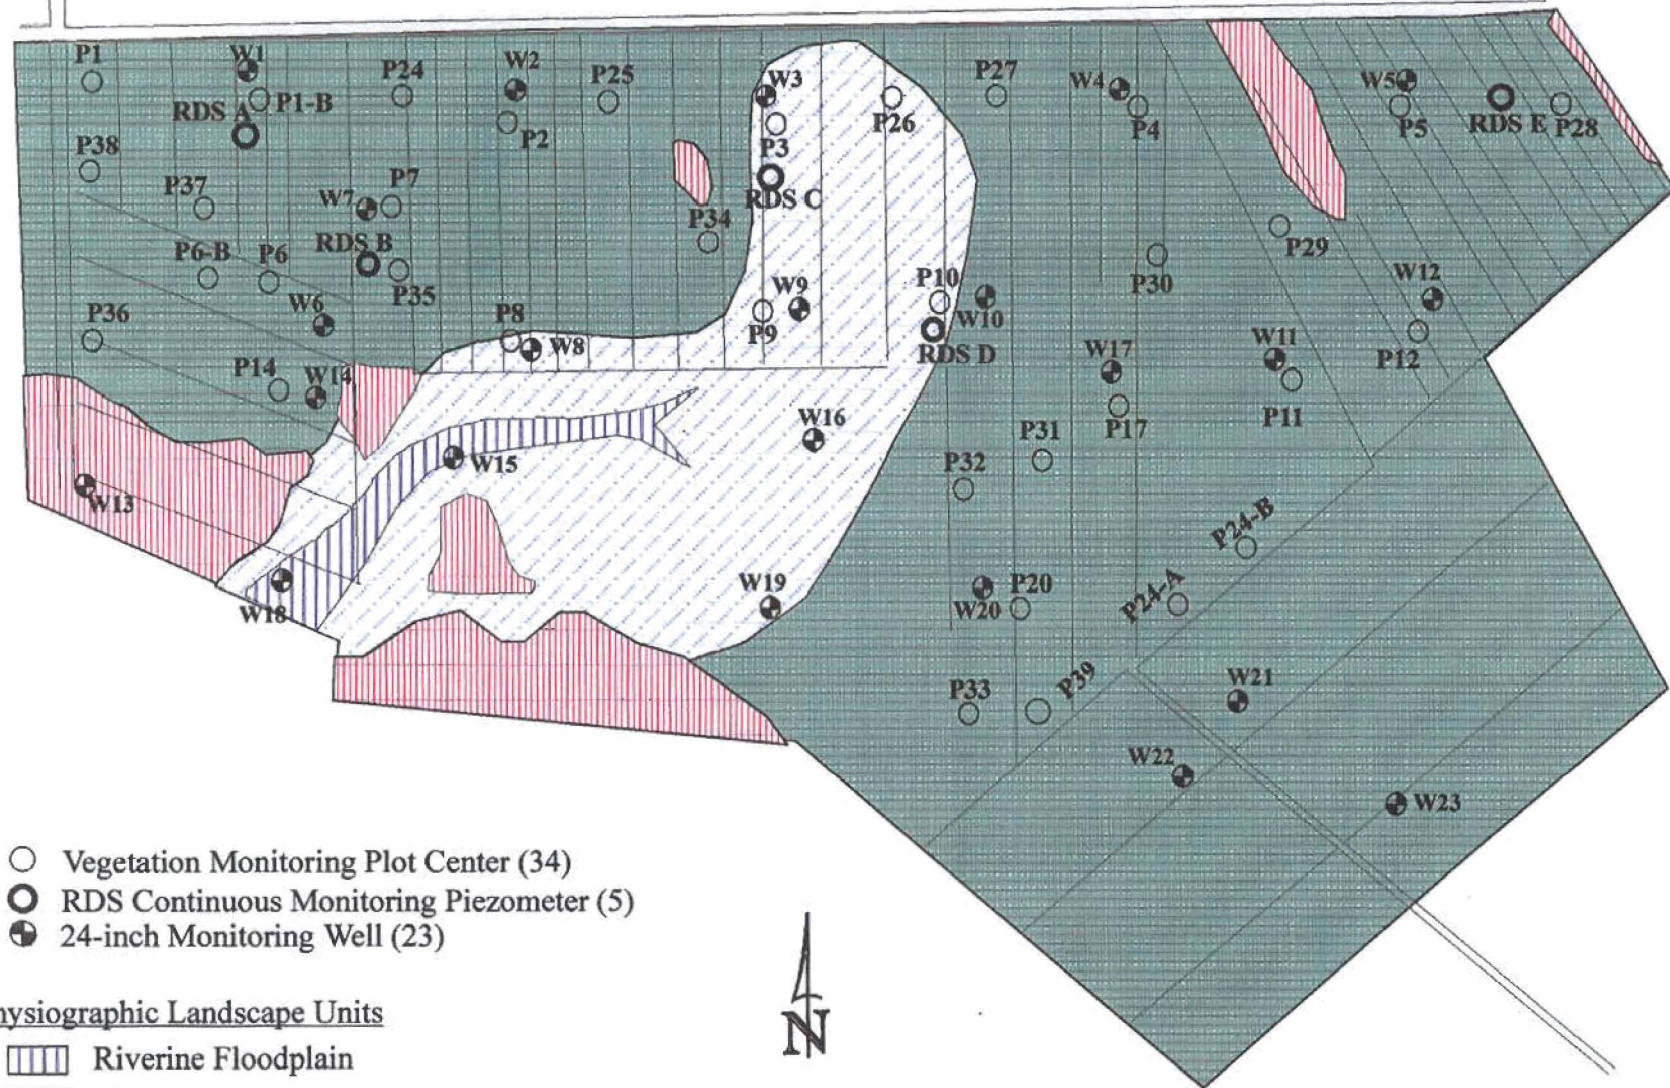 P1
W1
P24
W2
P25
W3
P27
W4
W5
P1-B
RDS A
P2
P26
P4
P5
RDS E
P28
P38
P3
P37
W7
P7
RDS C
P34
P6-B
P6
RDS B
P35
P29
P30
W12
P10
W9
W6
P36
P8
W8
P9
W10
RDS D
W17
W11
P12
P14
W14
P11
W16
P17
P31
W15
P32
W13
P24-B
W18
W19
W20
P20
P24-A
P33
P39
W21
W22
W23
Vegetation Monitoring Plot Center (34)
RDS Continuous Monitoring Piezometer (5)
24-inch Monitoring Well (23)
N
hysiographic Landscape Units
Riverine Floodplain